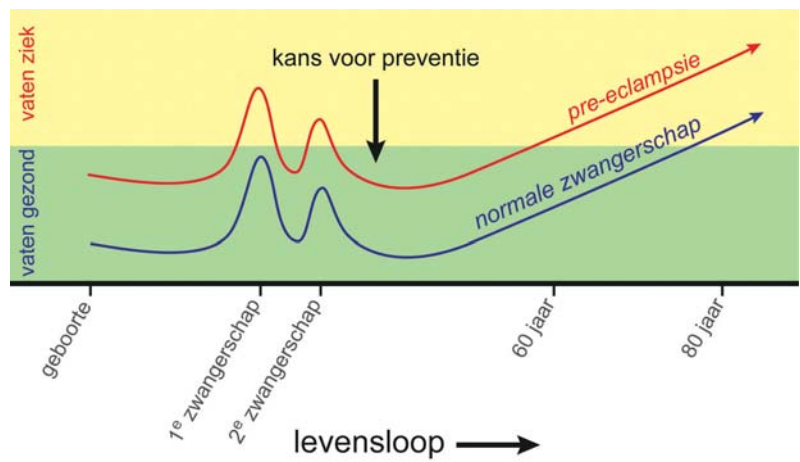 vaten ziek
vaten gezond
kans voor preventie
pre-eclampsie
normale zwangerschap
geboorte
1e zwangerschap
2e zwangerschap
60 jaar
80 jaar
levensloop